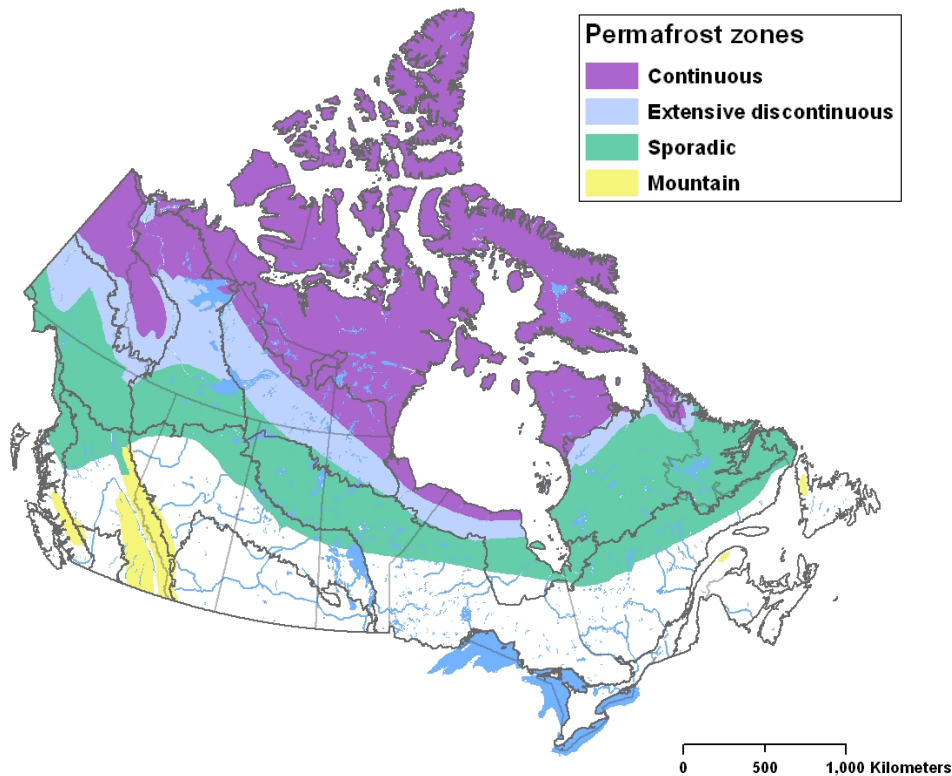 Permafrost zones
Continuous
Extensive discontinuous
Sporadic
Mountain
0 500 1,000 Kilometers